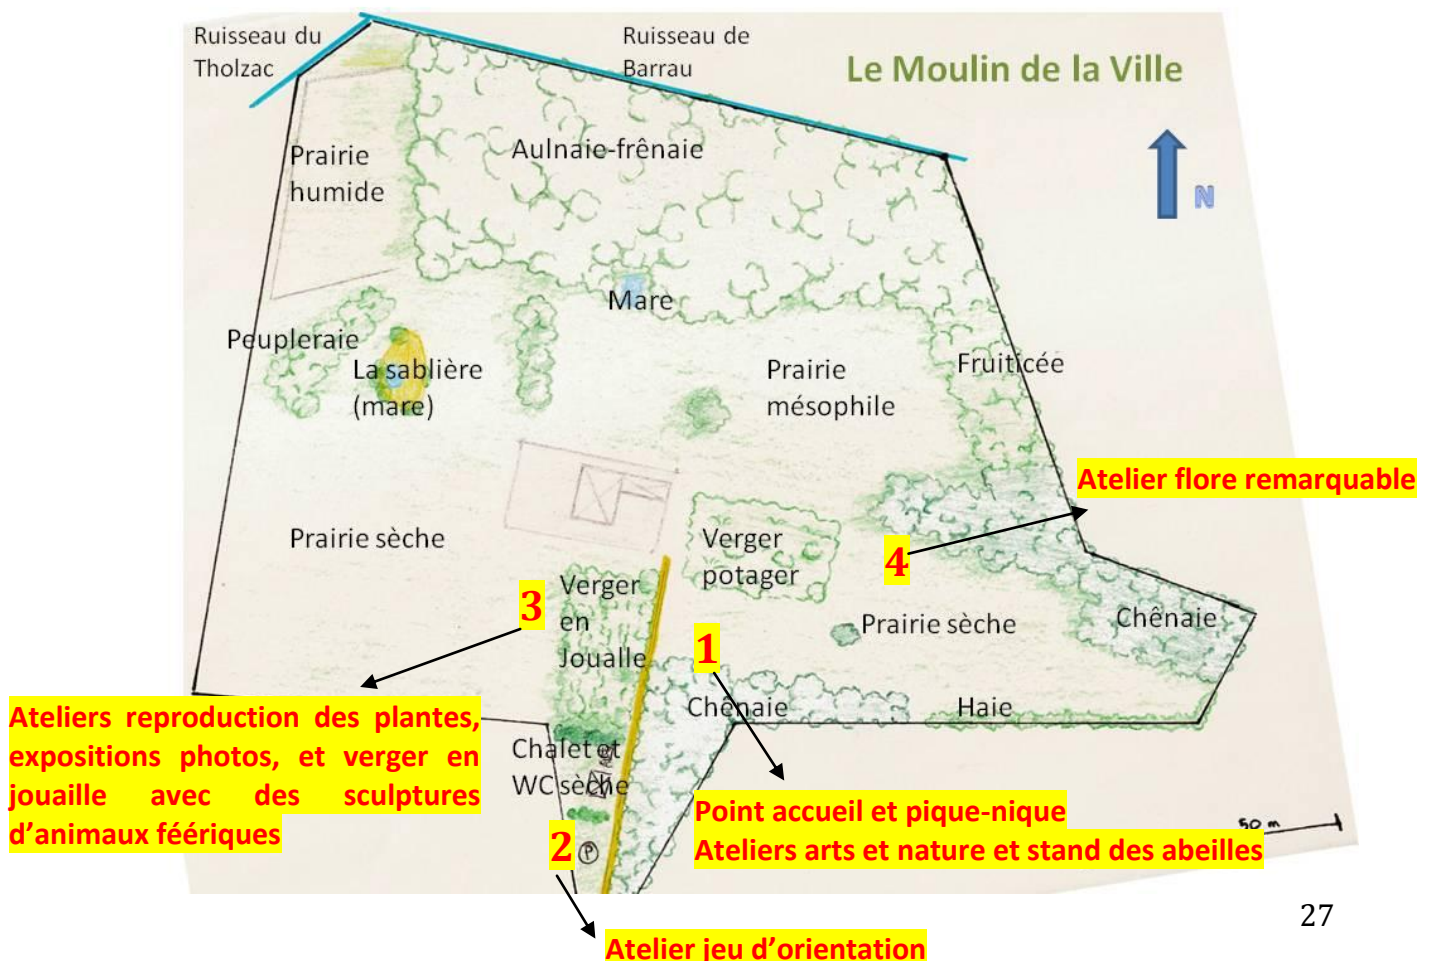 Ruisseau du
Tholzac
Ruisseau de
Barrau
Le Moulin de la Ville
N
Prairie
humide
Aulnaie-frênaie
Mare
Peupleraie
La sablière
(mare)
Prairie
mésophile
Fruiticée
Atelier flore remarquable
Prairie sèche
Verger
potager
4
Verger
en
Joualle
3
1
Prairie sèche
Chênaie
Chênaie
Haie
Ateliers reproduction des plantes,
expositions photos, et verger en
jouaille avec des sculptures
d'animaux féériques
Chalet et
WC sèche
Point accueil et pique-nique
Ateliers arts et nature et stand des abeilles
50 m
2
P
27
Atelier jeu d'orientation